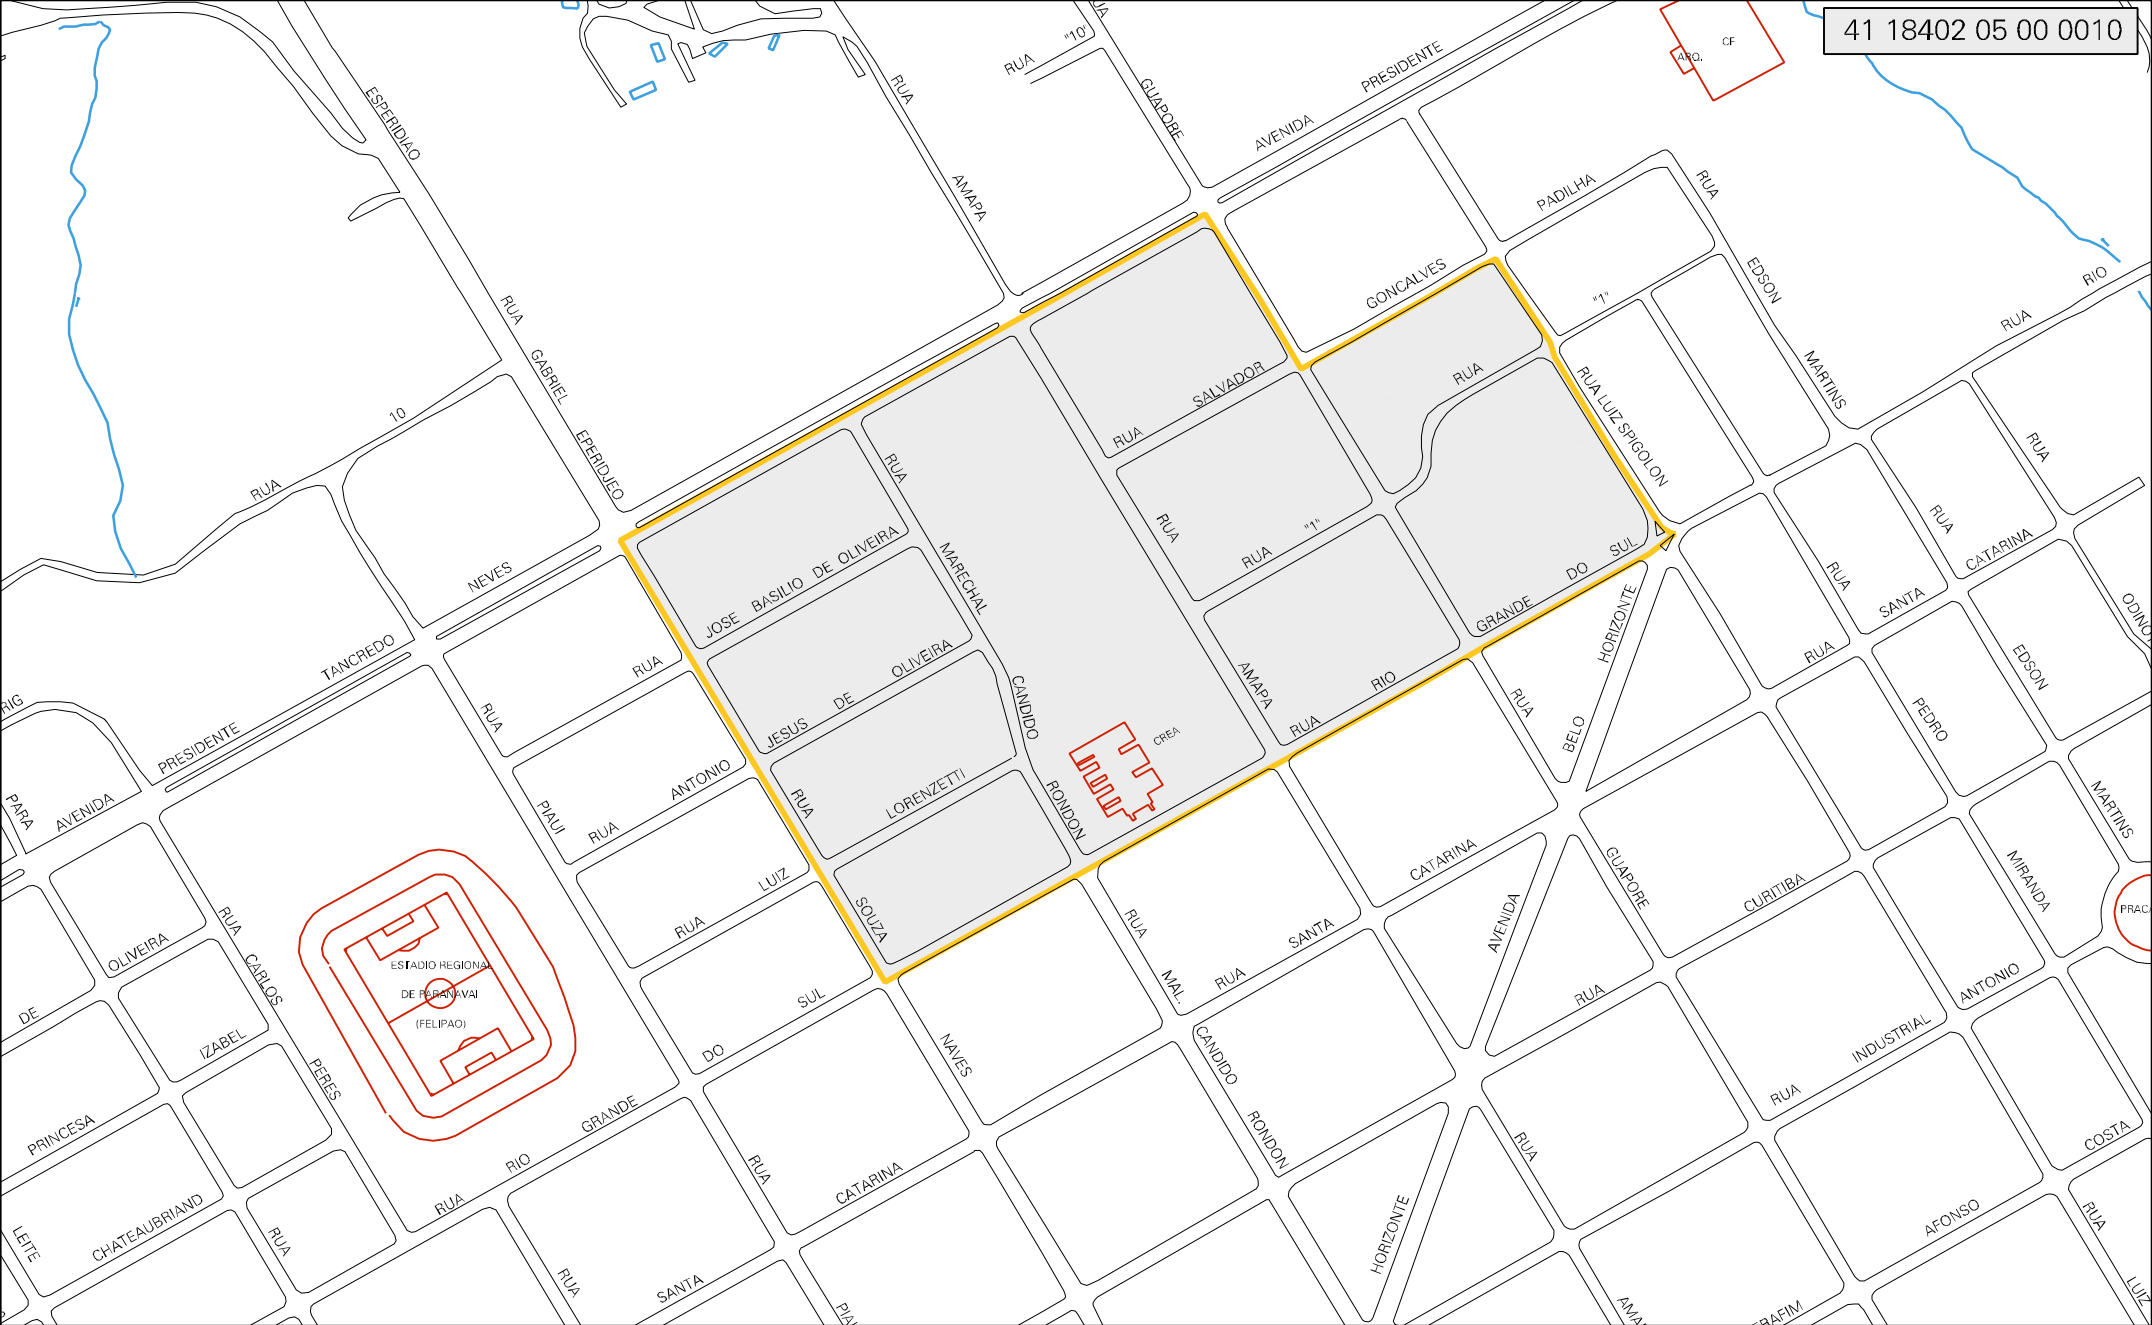 41 18402 05 00 0010
RUA
"10"
RUA
GUAPORE
AVENIDA
PRESIDENTE
ARQ.
CF
ESPERIDIAO
RUA
AMAPA
PADILHA
RUA
EDSON
MARTINS
RUA
RIO
RUA
GABRIEL
EPERIDJEO
GONCALVES
"1"
RUA
10
RUA
SALVADOR
RUA
RUA LUIZ SPIGOLON
RUA
MARECHAL
CANDIDO
RONDON
JOSE BASILIO DE OLIVEIRA
RUA
AMAPA
RUA
"1"
RUA
GRANDE
DO
SUL
RUA
RUA
RUA
SANTA
CATARINA
NEVES
TANCREDO
PRESIDENTE
AVENIDA
PARA
RUA
PIAUI
RUA
JESUS DE OLIVEIRA
RUA
ANTONIO
LORENZETTI
RUA
SOUZA
CREA
RUA
RIO
RUA
BELO
HORIZONTE
RUA
PEDRO
EDSON
MARTINS
ODINO
RUA
LUIZ
ESTADIO REGIONAL
DE PARANAVAI
(FELIPAO)
RUA
CARLOS
PERES
OLIVEIRA
DE
IZABEL
PRINCESA
CHATEAUBRIAND
LEITE
RUA
RUA
RIO
GRANDE
DO
SUL
NAVES
RUA
MAL.
CANDIDO
RONDON
RUA
SANTA
CATARINA
AVENIDA
HORIZONTE
GUAPORE
RUA
CURITIBA
MIRANDA
PRACA
ANTONIO
INDUSTRIAL
RUA
COSTA
AFONSO
RUA
LUIZ
RUA
RUA
CATARINA
SANTA
RUA